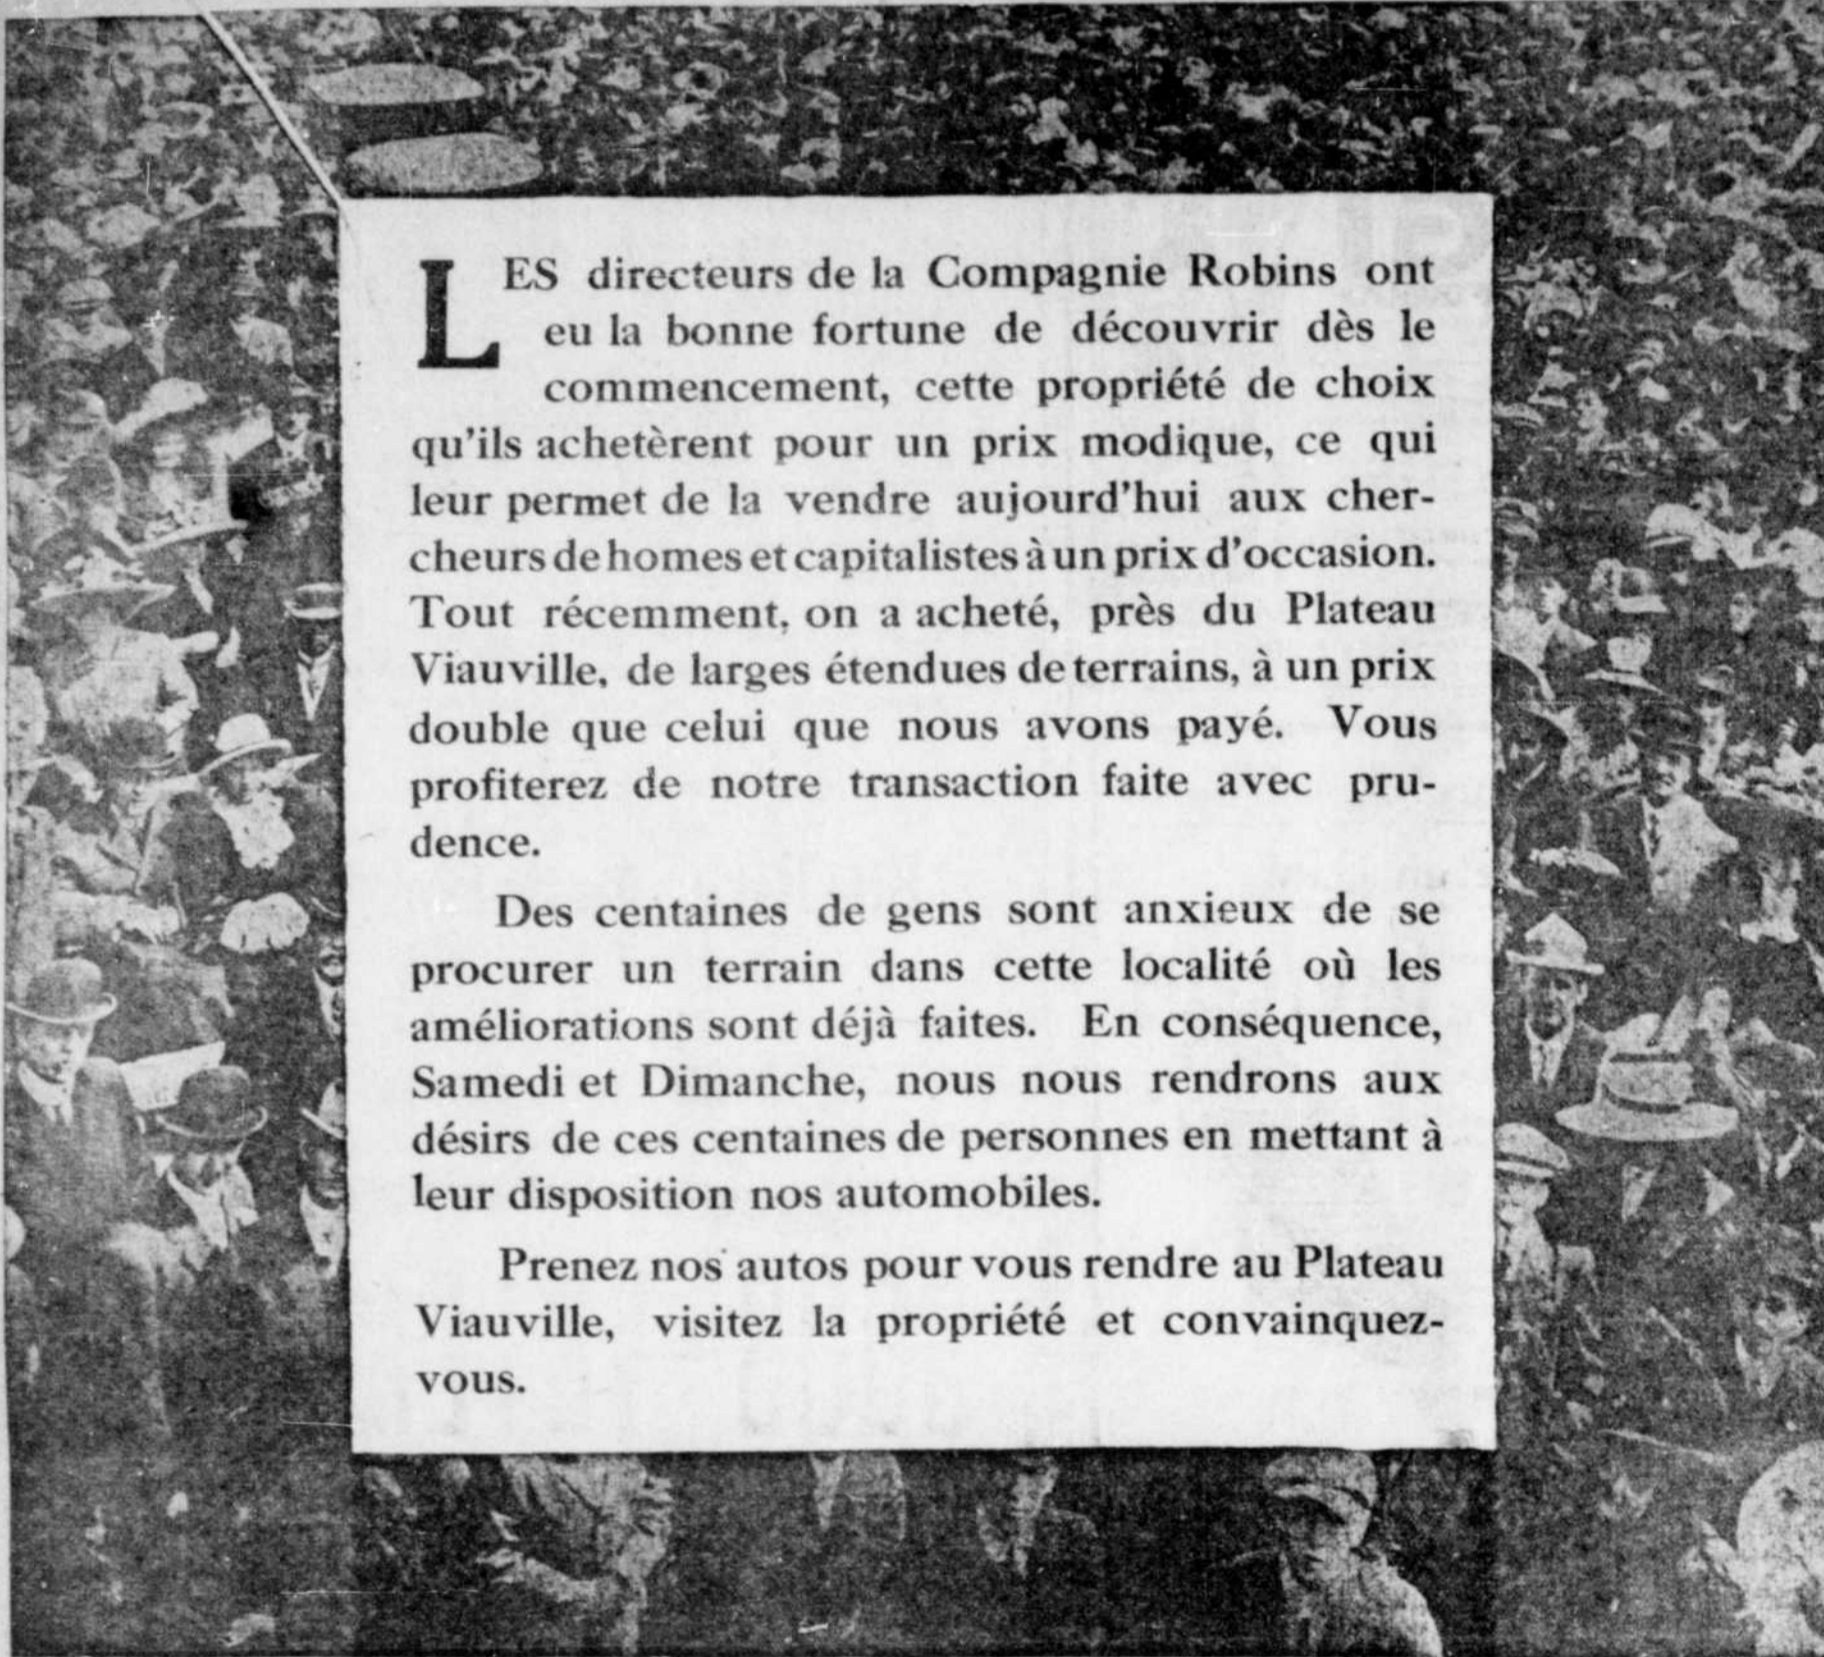 LES directeurs de la Compagnie Robins ont
eu la bonne fortune de découvrir dès le
commencement, cette propriété de choix
qu'ils achetèrent pour un prix modique, ce qui
leur permet de la vendre aujourd'hui aux cher-
cheurs de homes et capitalistes à un prix d'occasion.
Tout récemment, on a acheté, près du Plateau
Viauville, de larges étendues de terrains, à un prix
double que celui que nous avons payé. Vous
profiterez de notre transaction faite avec pru-
dence.
Des centaines de gens sont anxieux de se
procurer un terrain dans cette localité où les
améliorations sont déjà faites. En conséquence,
Samedi et Dimanche, nous nous rendrons aux
désirs de ces centaines de personnes en mettant à
leur disposition nos automobiles.
Prenez nos autos pour vous rendre au Plateau
Viauville, visitez la propriété et convainquez-
vous.